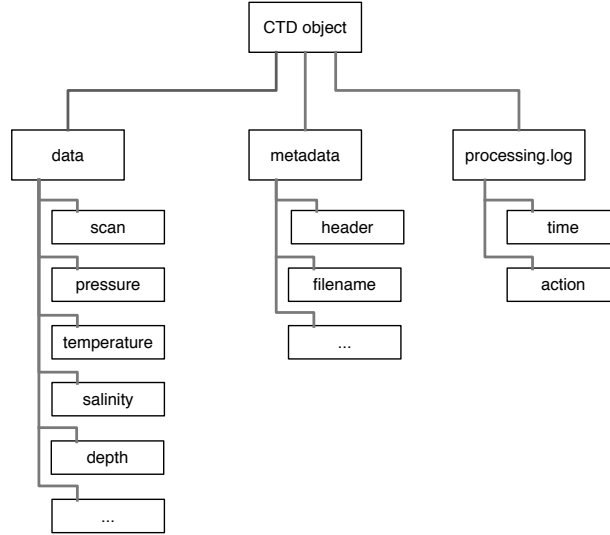 CTD object
data
metadata
processing.log
scan
pressure
temperature
salinity
depth
...
header
filename
...
time
action